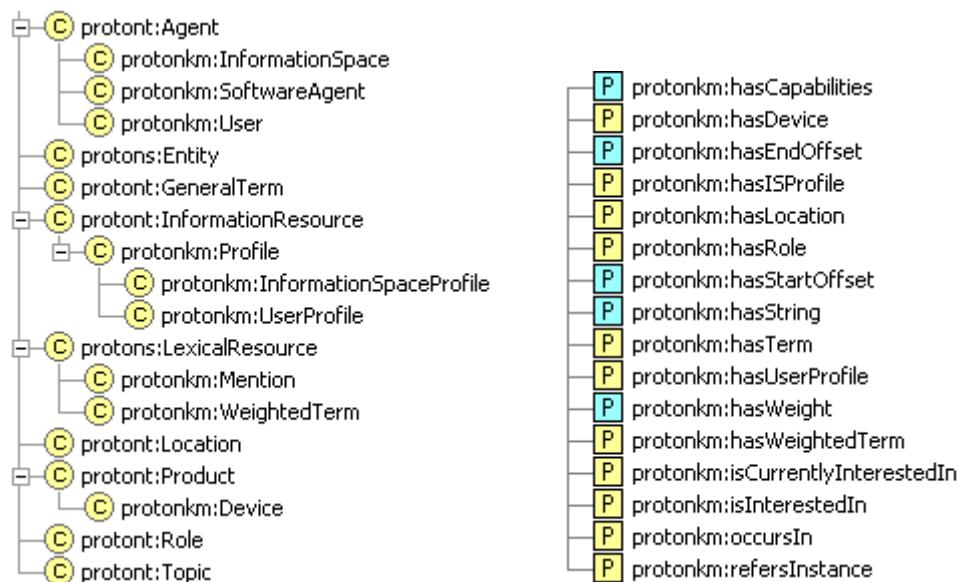 C protont:Agent
C protonkm:InformationSpace
C protonkm:SoftwareAgent
C protonkm:User
C protons:Entity
C protont:GeneralTerm
C protont:InformationResource
C protonkm:Profile
C protonkm:InformationSpaceProfile
C protonkm:UserProfile
C protons:LexicalResource
C protonkm:Mention
C protonkm:WeightedTerm
C protont:Location
C protont:Product
C protonkm:Device
C protont:Role
C protont:Topic
P protonkm:hasCapabilities
P protonkm:hasDevice
P protonkm:hasEndOffset
P protonkm:hasISProfile
P protonkm:hasLocation
P protonkm:hasRole
P protonkm:hasStartOffset
P protonkm:hasString
P protonkm:hasTerm
P protonkm:hasUserProfile
P protonkm:hasWeight
P protonkm:hasWeightedTerm
P protonkm:isCurrentlyInterestedIn
P protonkm:isInterestedIn
P protonkm:occursIn
P protonkm:refersInstance